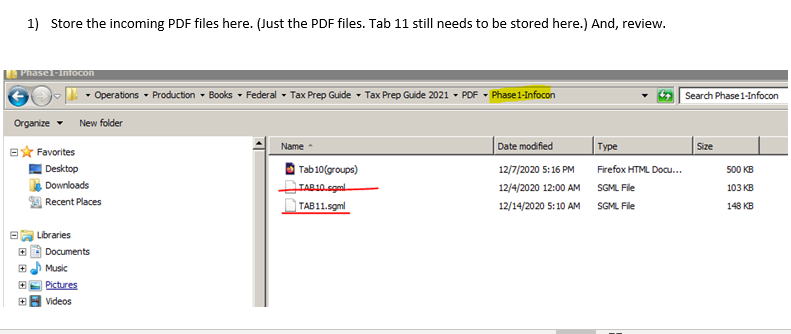 1) Store the incoming PDF files here. (Just the PDF files. Tab 11 still needs to be stored here.) And, review.
Phase1-Infocon
Operations Production Books Federal Tax Prep Guide Tax Prep Guide 2021 PDF Phase1-Infocon Search Phase1-Infocon
Organize New folder
Name Date modified Type Size
Favorites
Desktop Tab10(groups) 12/7/2020 5:16 PM Firefox HTML Docu... 500 KB
Downloads TAB10.sgml 12/4/2020 12:00 AM SGML File 103 KB
Recent Places TAB11.sgml 12/14/2020 5:10 AM SGML File 148 KB
Libraries
Documents
Music
Pictures
Videos